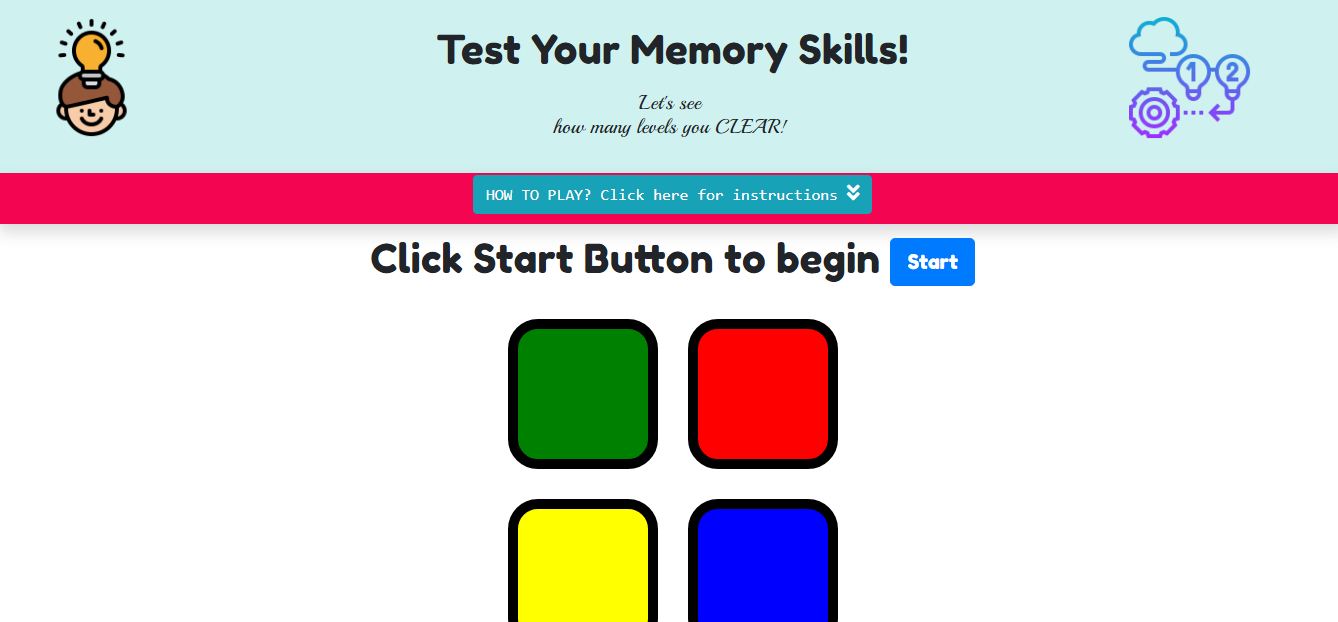 Test Your Memory Skills!
Let's see
how many levels you CLEAR!
1 2
HOW TO PLAY? Click here for instructions
Click Start Button to begin Start